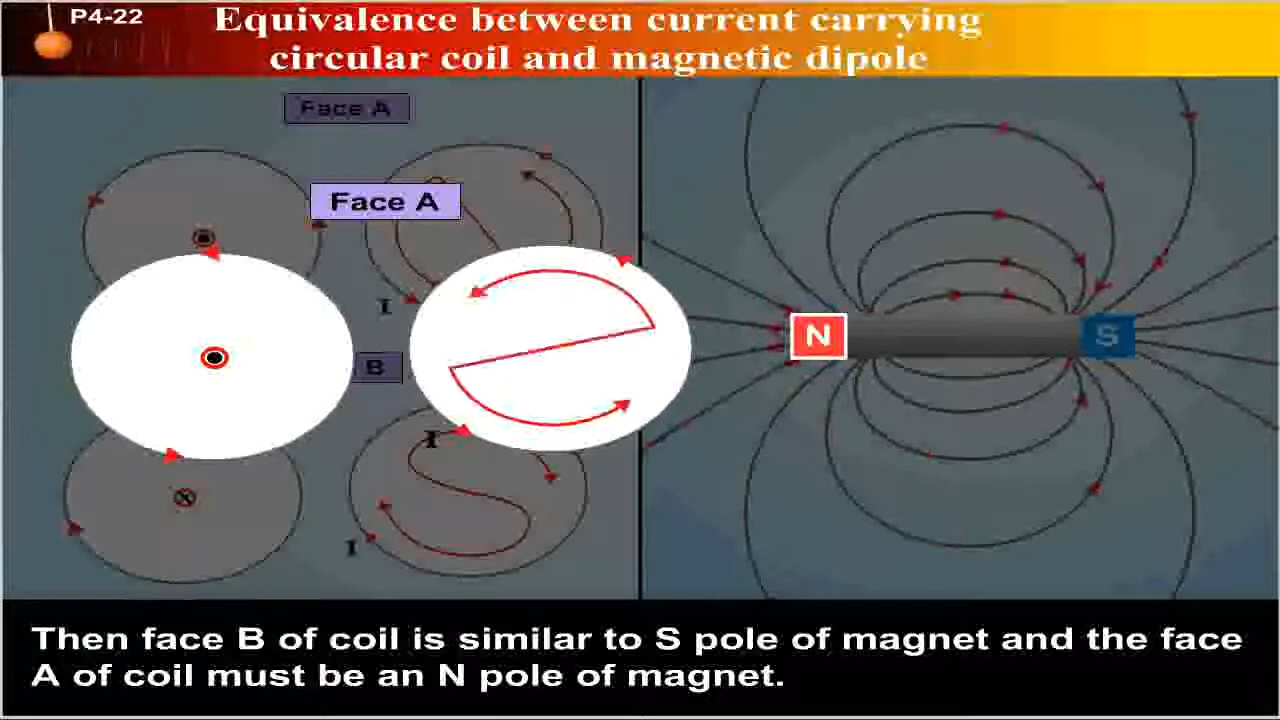 P4-22
Equivalence between current carrying
circular coil and magnetic dipole
Face A
Face A
I
N
S
B
I
I
Then face B of coil is similar to S pole of magnet and the face
A of coil must be an N pole of magnet.